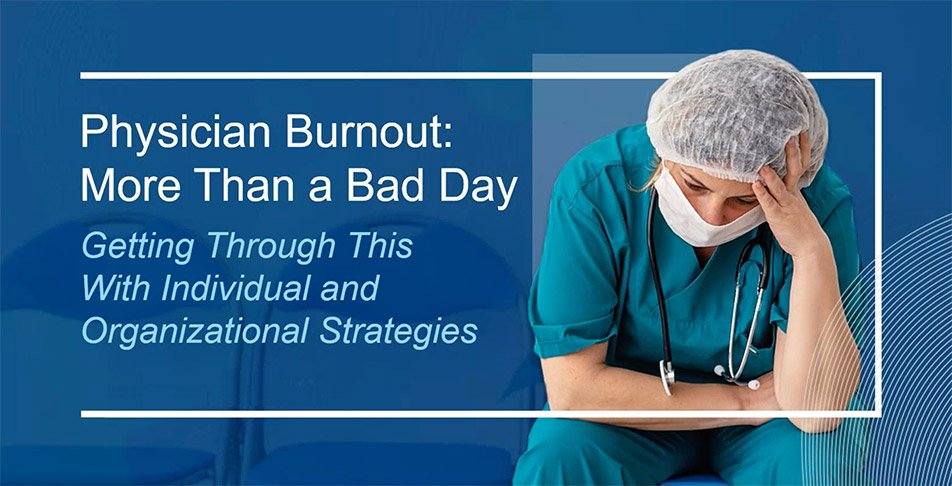 Physician Burnout:
More Than a Bad Day
Getting Through This
With Individual and
Organizational Strategies